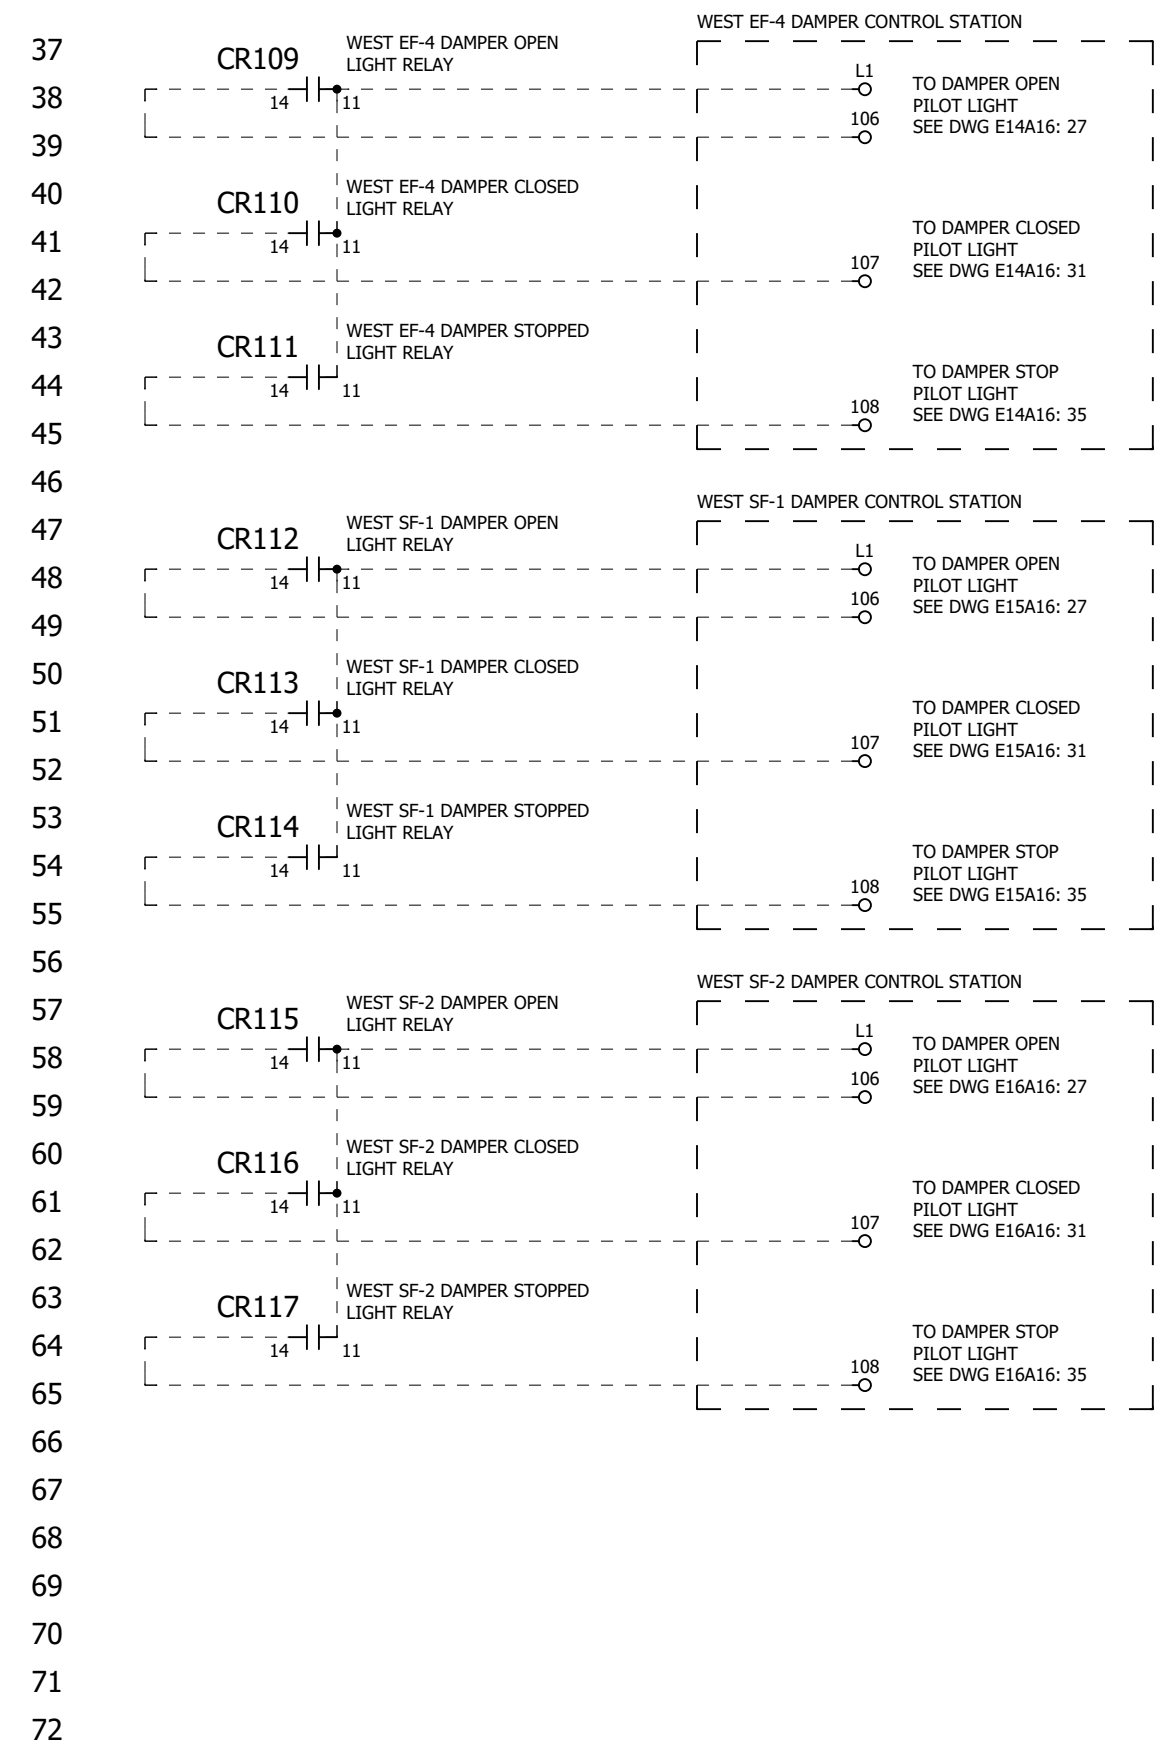 WEST EF-4 DAMPER CONTROL STATION
37
CR109
WEST EF-4 DAMPER OPEN
LIGHT RELAY
38
14
11
L1
TO DAMPER OPEN
PILOT LIGHT
SEE DWG E14A16: 27
106
39
40
CR110
WEST EF-4 DAMPER CLOSED
LIGHT RELAY
41
14
11
TO DAMPER CLOSED
PILOT LIGHT
SEE DWG E14A16: 31
107
42
43
CR111
WEST EF-4 DAMPER STOPPED
LIGHT RELAY
44
14
11
TO DAMPER STOP
PILOT LIGHT
SEE DWG E14A16: 35
108
45
46
WEST SF-1 DAMPER CONTROL STATION
47
CR112
WEST SF-1 DAMPER OPEN
LIGHT RELAY
48
14
11
L1
TO DAMPER OPEN
PILOT LIGHT
SEE DWG E15A16: 27
106
49
50
CR113
WEST SF-1 DAMPER CLOSED
LIGHT RELAY
51
14
11
TO DAMPER CLOSED
PILOT LIGHT
SEE DWG E15A16: 31
107
52
53
CR114
WEST SF-1 DAMPER STOPPED
LIGHT RELAY
54
14
11
TO DAMPER STOP
PILOT LIGHT
SEE DWG E15A16: 35
108
55
56
WEST SF-2 DAMPER CONTROL STATION
57
CR115
WEST SF-2 DAMPER OPEN
LIGHT RELAY
58
14
11
L1
TO DAMPER OPEN
PILOT LIGHT
SEE DWG E16A16: 27
106
59
60
CR116
WEST SF-2 DAMPER CLOSED
LIGHT RELAY
61
14
11
TO DAMPER CLOSED
PILOT LIGHT
SEE DWG E16A16: 31
107
62
63
CR117
WEST SF-2 DAMPER STOPPED
LIGHT RELAY
64
14
11
TO DAMPER STOP
PILOT LIGHT
SEE DWG E16A16: 35
108
65
66
67
68
69
70
71
72